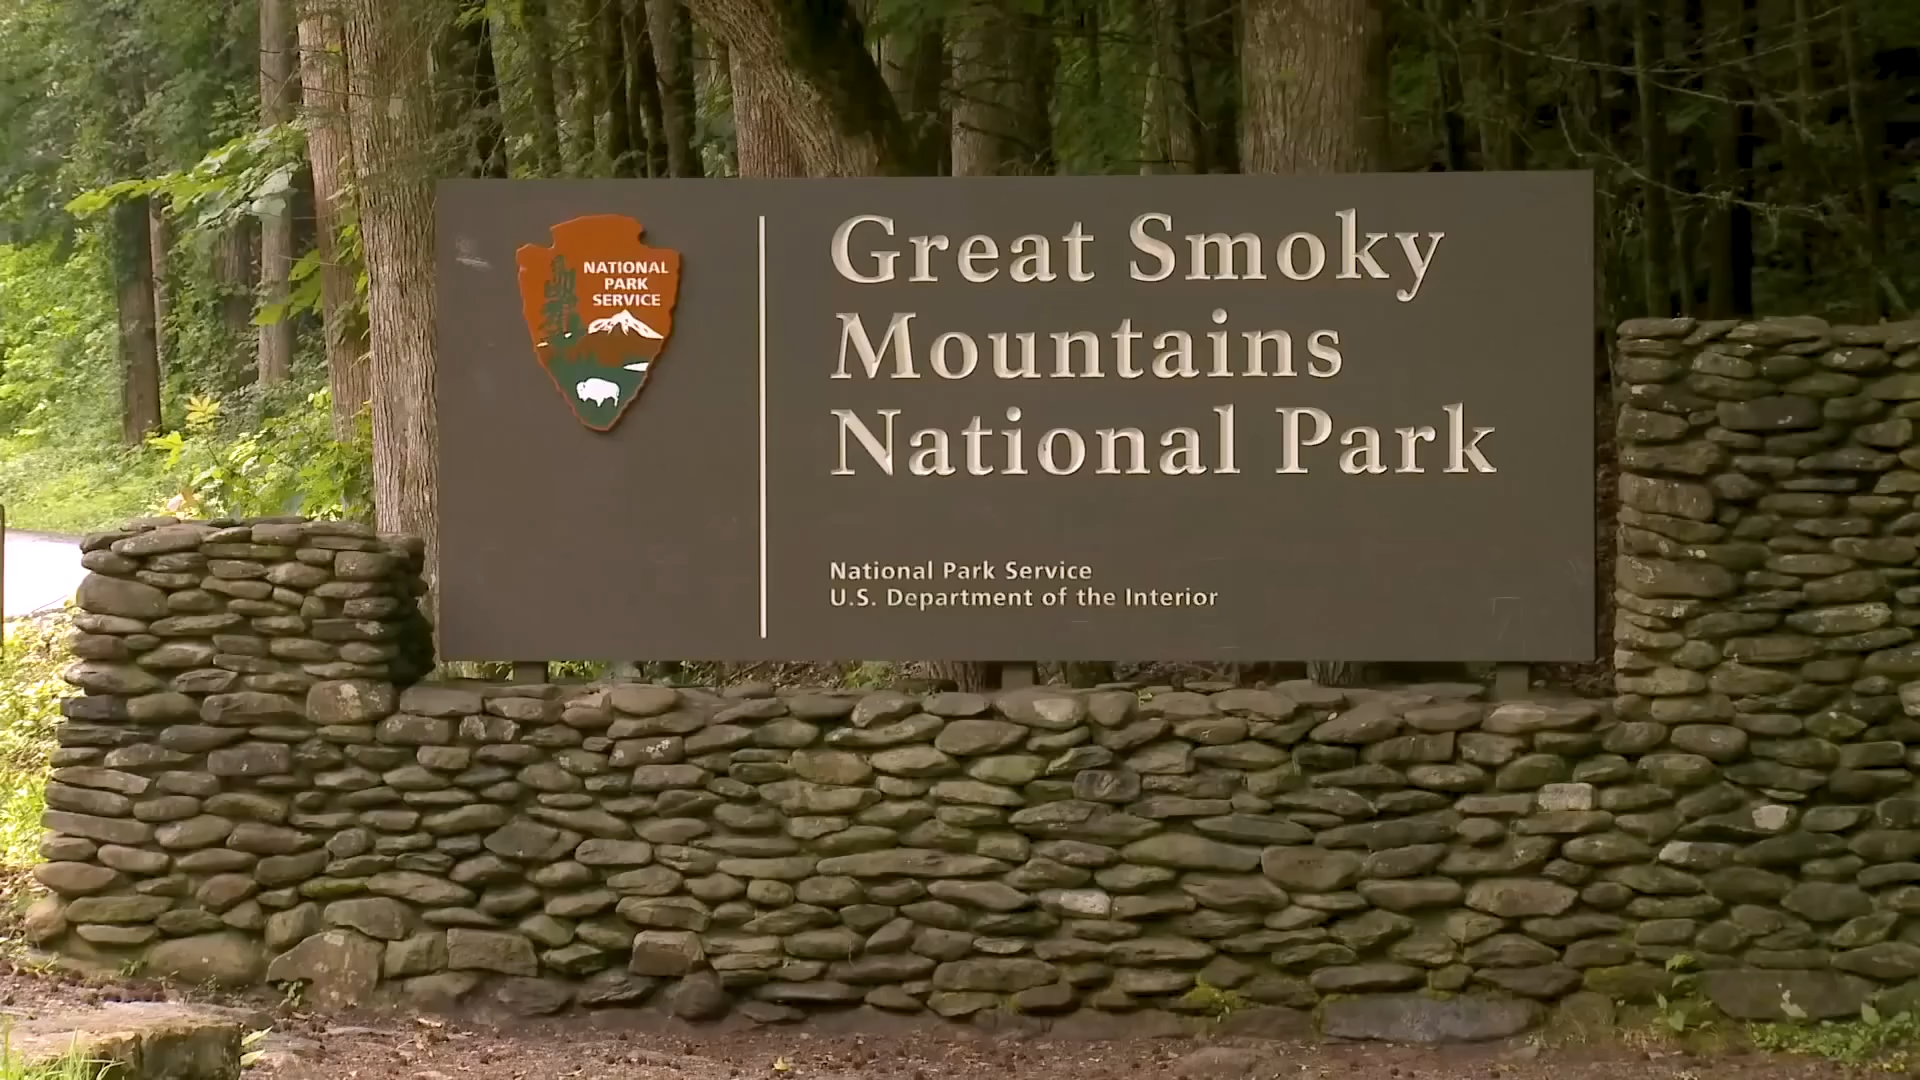 NATIONAL
PARK
SERVICE
Great Smoky
Mountains
National Park
National Park Service
U.S. Department of the Interior